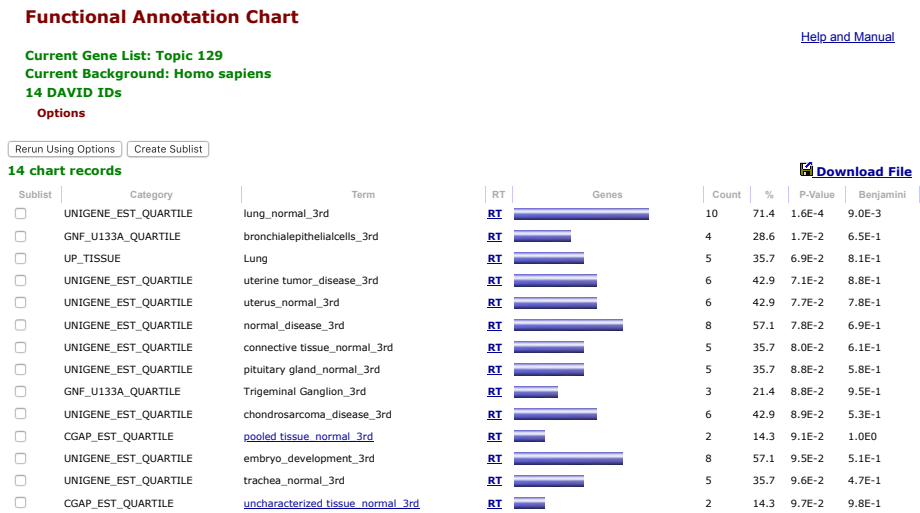 Functional Annotation Chart
Help and Manual
Current Gene List: Topic 129
Current Background: Homo sapiens
14 DAVID IDs
Options
Rerun Using Options Create Sublist
14 chart records Download File
Sublist Category Term RT Genes Count % P-Value Benjamini
UNIGENE_EST_QUARTILE lung_normal_3rd RT 10 71.4 1.6E-4 9.0E-3
GNF_U133A_QUARTILE bronchialepithelialcells_3rd RT 4 28.6 1.7E-2 6.5E-1
UP_TISSUE Lung RT 5 35.7 6.9E-2 8.1E-1
UNIGENE_EST_QUARTILE uterine tumor_disease_3rd RT 6 42.9 7.1E-2 8.8E-1
UNIGENE_EST_QUARTILE uterus_normal_3rd RT 6 42.9 7.7E-2 7.8E-1
UNIGENE_EST_QUARTILE normal_disease_3rd RT 8 57.1 7.8E-2 6.9E-1
UNIGENE_EST_QUARTILE connective tissue_normal_3rd RT 5 35.7 8.0E-2 6.1E-1
UNIGENE_EST_QUARTILE pituitary gland_normal_3rd RT 5 35.7 8.8E-2 5.8E-1
GNF_U133A_QUARTILE Trigeminal Ganglion_3rd RT 3 21.4 8.8E-2 9.5E-1
UNIGENE_EST_QUARTILE chondrosarcoma_disease_3rd RT 6 42.9 8.9E-2 5.3E-1
CGAP_EST_QUARTILE pooled tissue_normal_3rd RT 2 14.3 9.1E-2 1.0E0
UNIGENE_EST_QUARTILE embryo_development_3rd RT 8 57.1 9.5E-2 5.1E-1
UNIGENE_EST_QUARTILE trachea_normal_3rd RT 5 35.7 9.6E-2 4.7E-1
CGAP_EST_QUARTILE uncharacterized tissue_normal_3rd RT 2 14.3 9.7E-2 9.8E-1